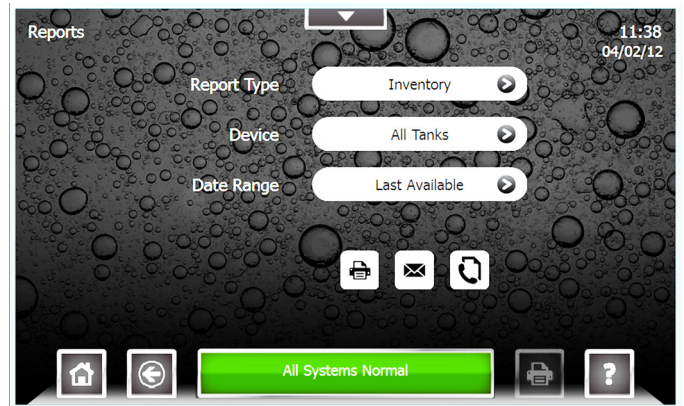 Reports
11:38
04/02/12
Report Type
Inventory
Device
All Tanks
Date Range
Last Available
All Systems Normal
?